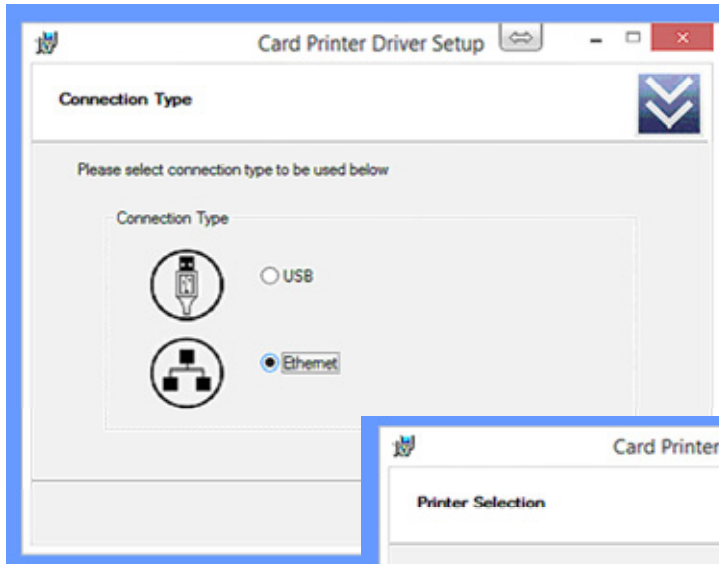 Card Printer Driver Setup
Connection Type
Please select connection type to be used below
Connection Type
USB
Ethernet
Card Printer
Printer Selection